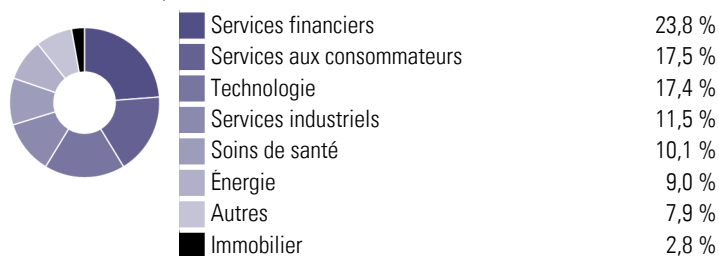 Services financiers 23,8 %
Services aux consommateurs 17,5 %
Technologie 17,4 %
Services industriels 11,5 %
Soins de santé 10,1 %
Énergie 9,0 %
Autres 7,9 %
Immobilier 2,8 %